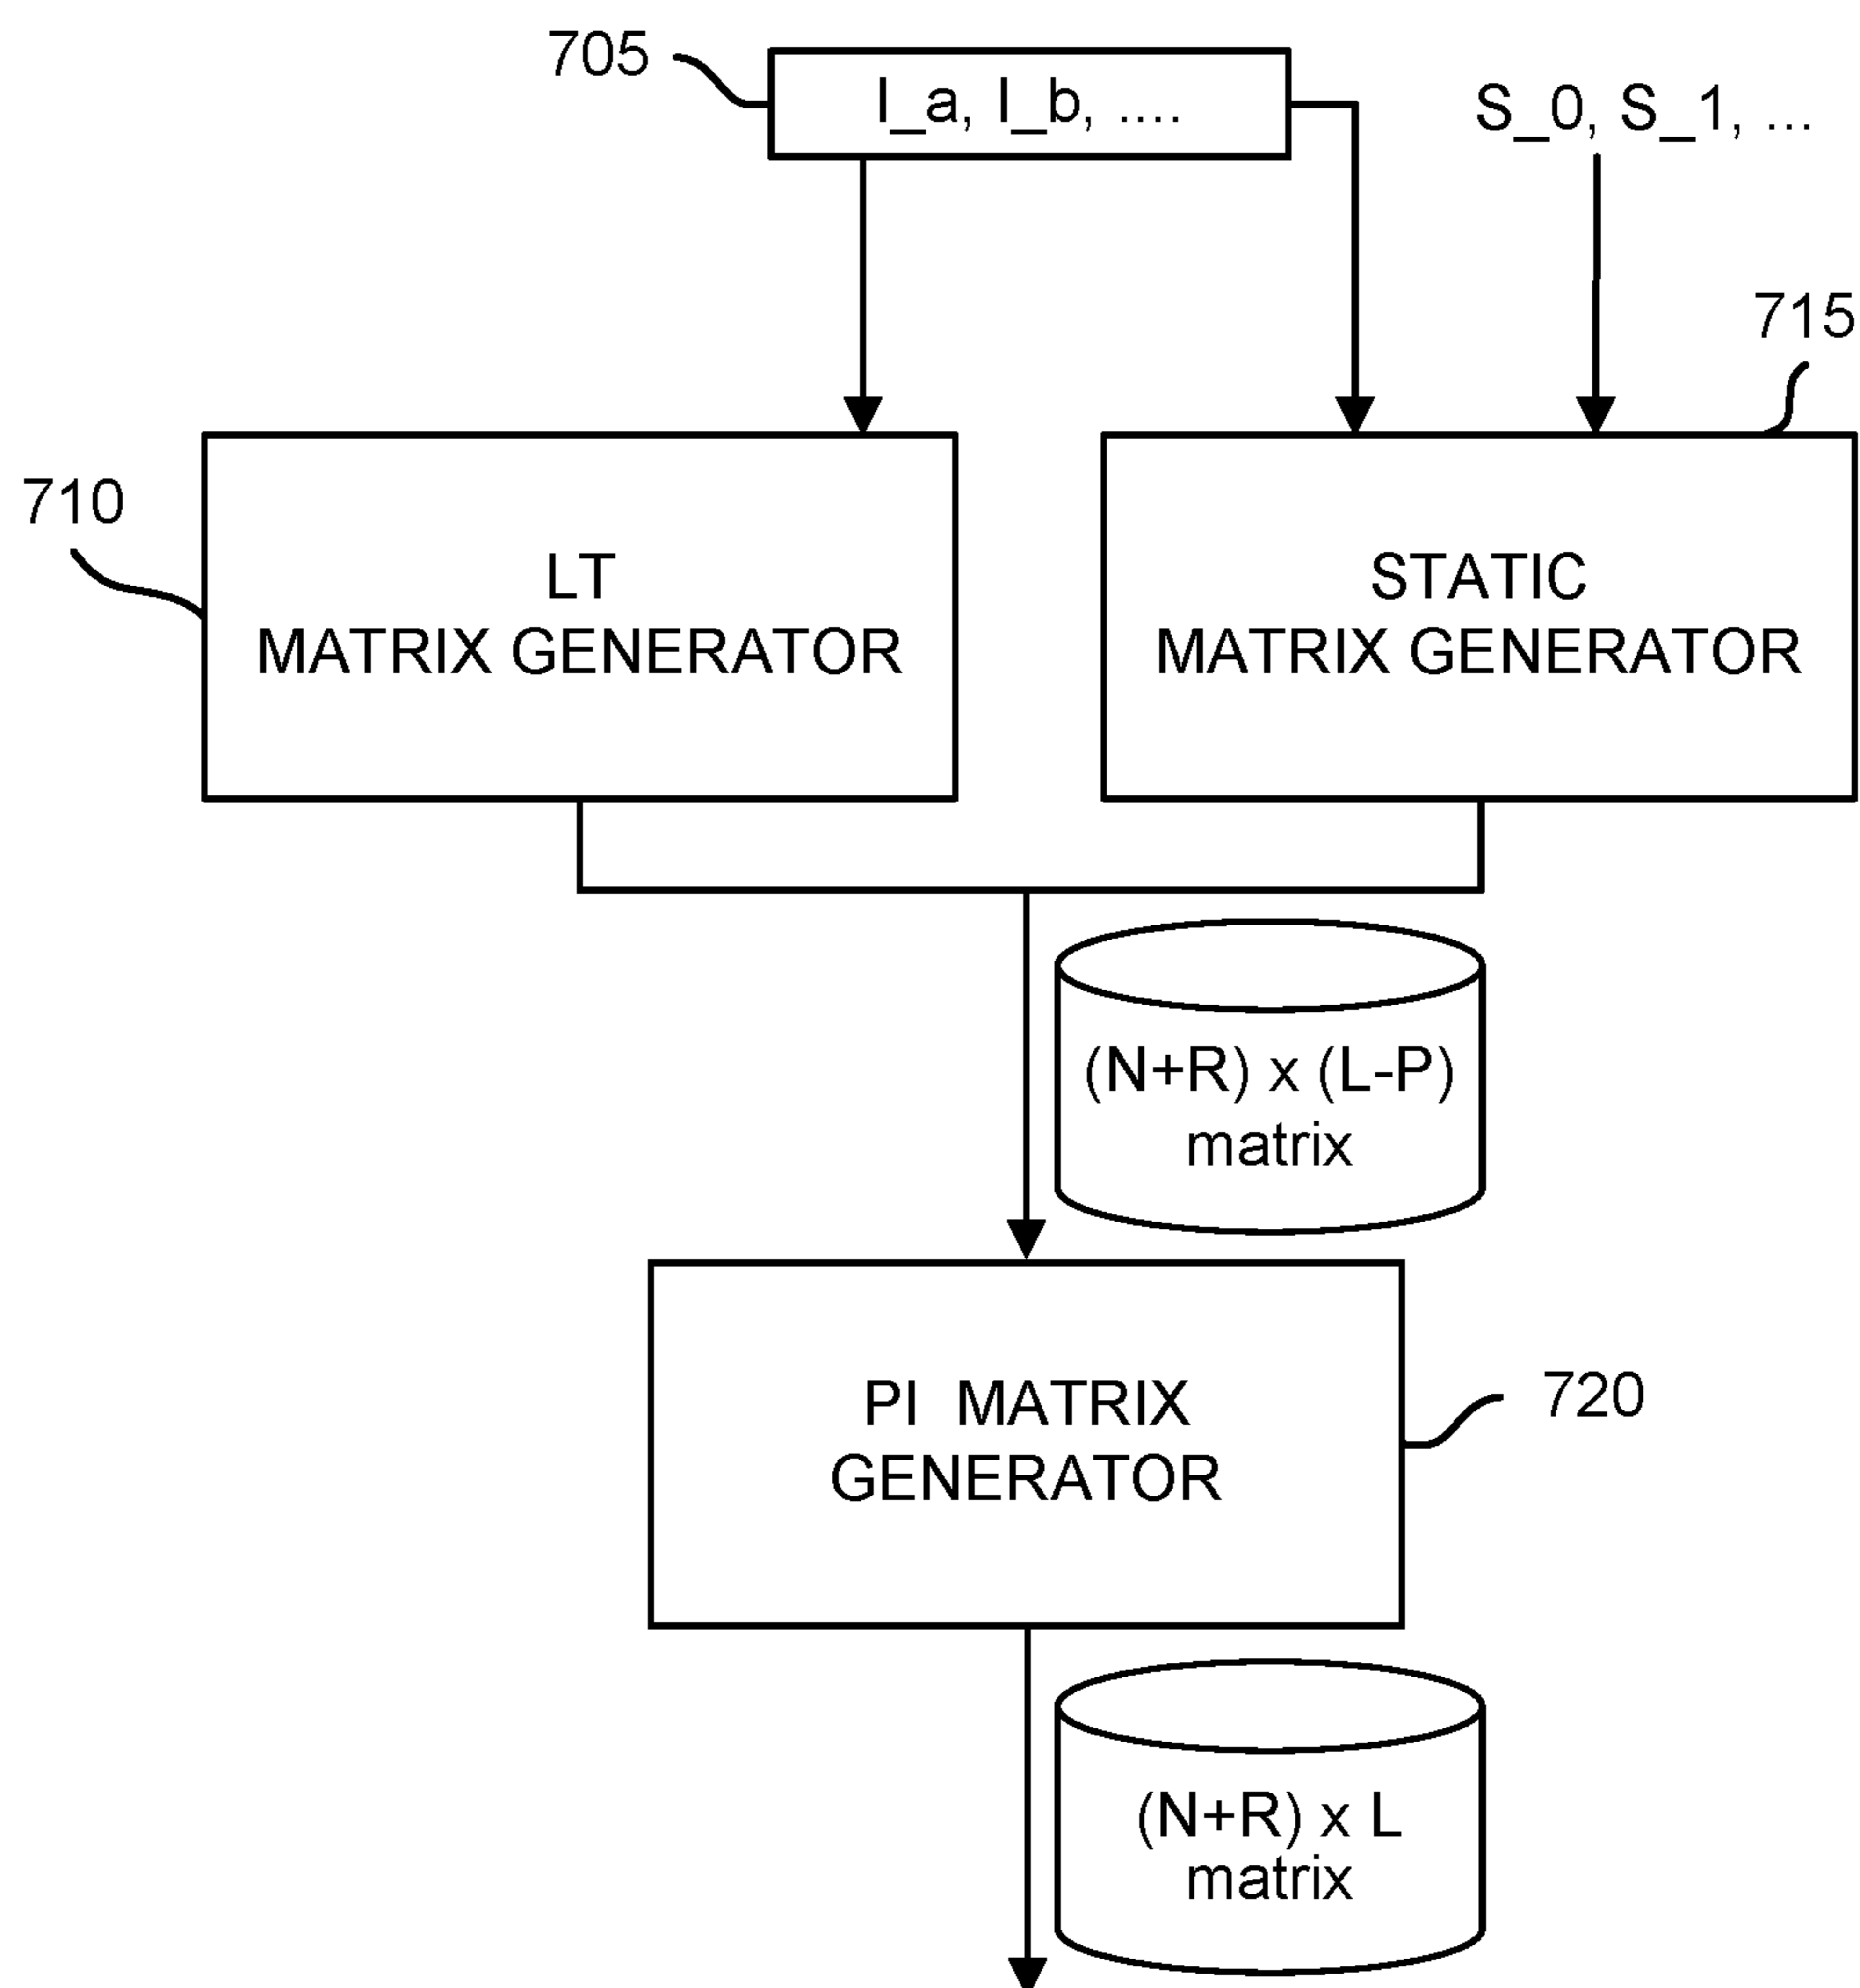 705
I_a, I_b, ....
S_0, S_1, ...
715
710
LT
MATRIX GENERATOR
STATIC
MATRIX GENERATOR
(N+R) x (L-P)
matrix
PI MATRIX
GENERATOR
720
(N+R) x L
matrix